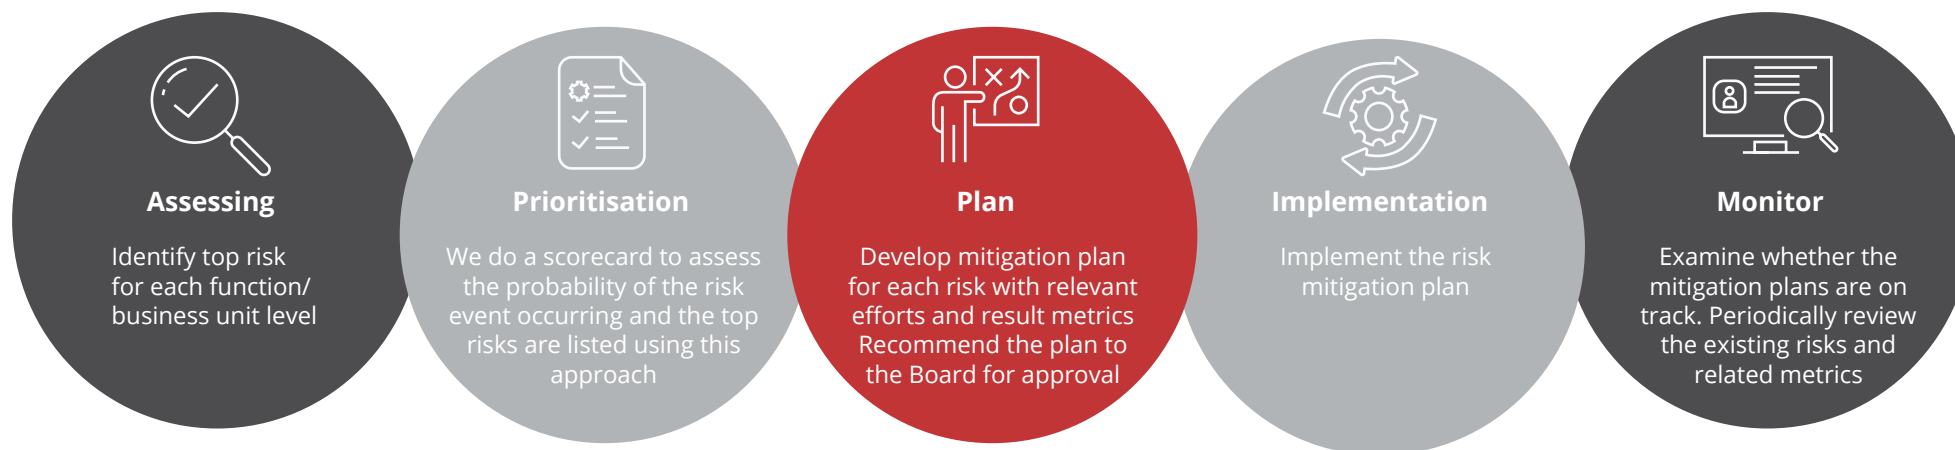 Assessing
Identify top risk
for each function/
business unit level
Prioritisation
We do a scorecard to assess
the probability of the risk
event occurring and the top
risks are listed using this
approach
Plan
Develop mitigation plan
for each risk with relevant
efforts and result metrics
Recommend the plan to
the Board for approval
Implementation
Implement the risk
mitigation plan
Monitor
Examine whether the
mitigation plans are on
track. Periodically review
the existing risks and
related metrics